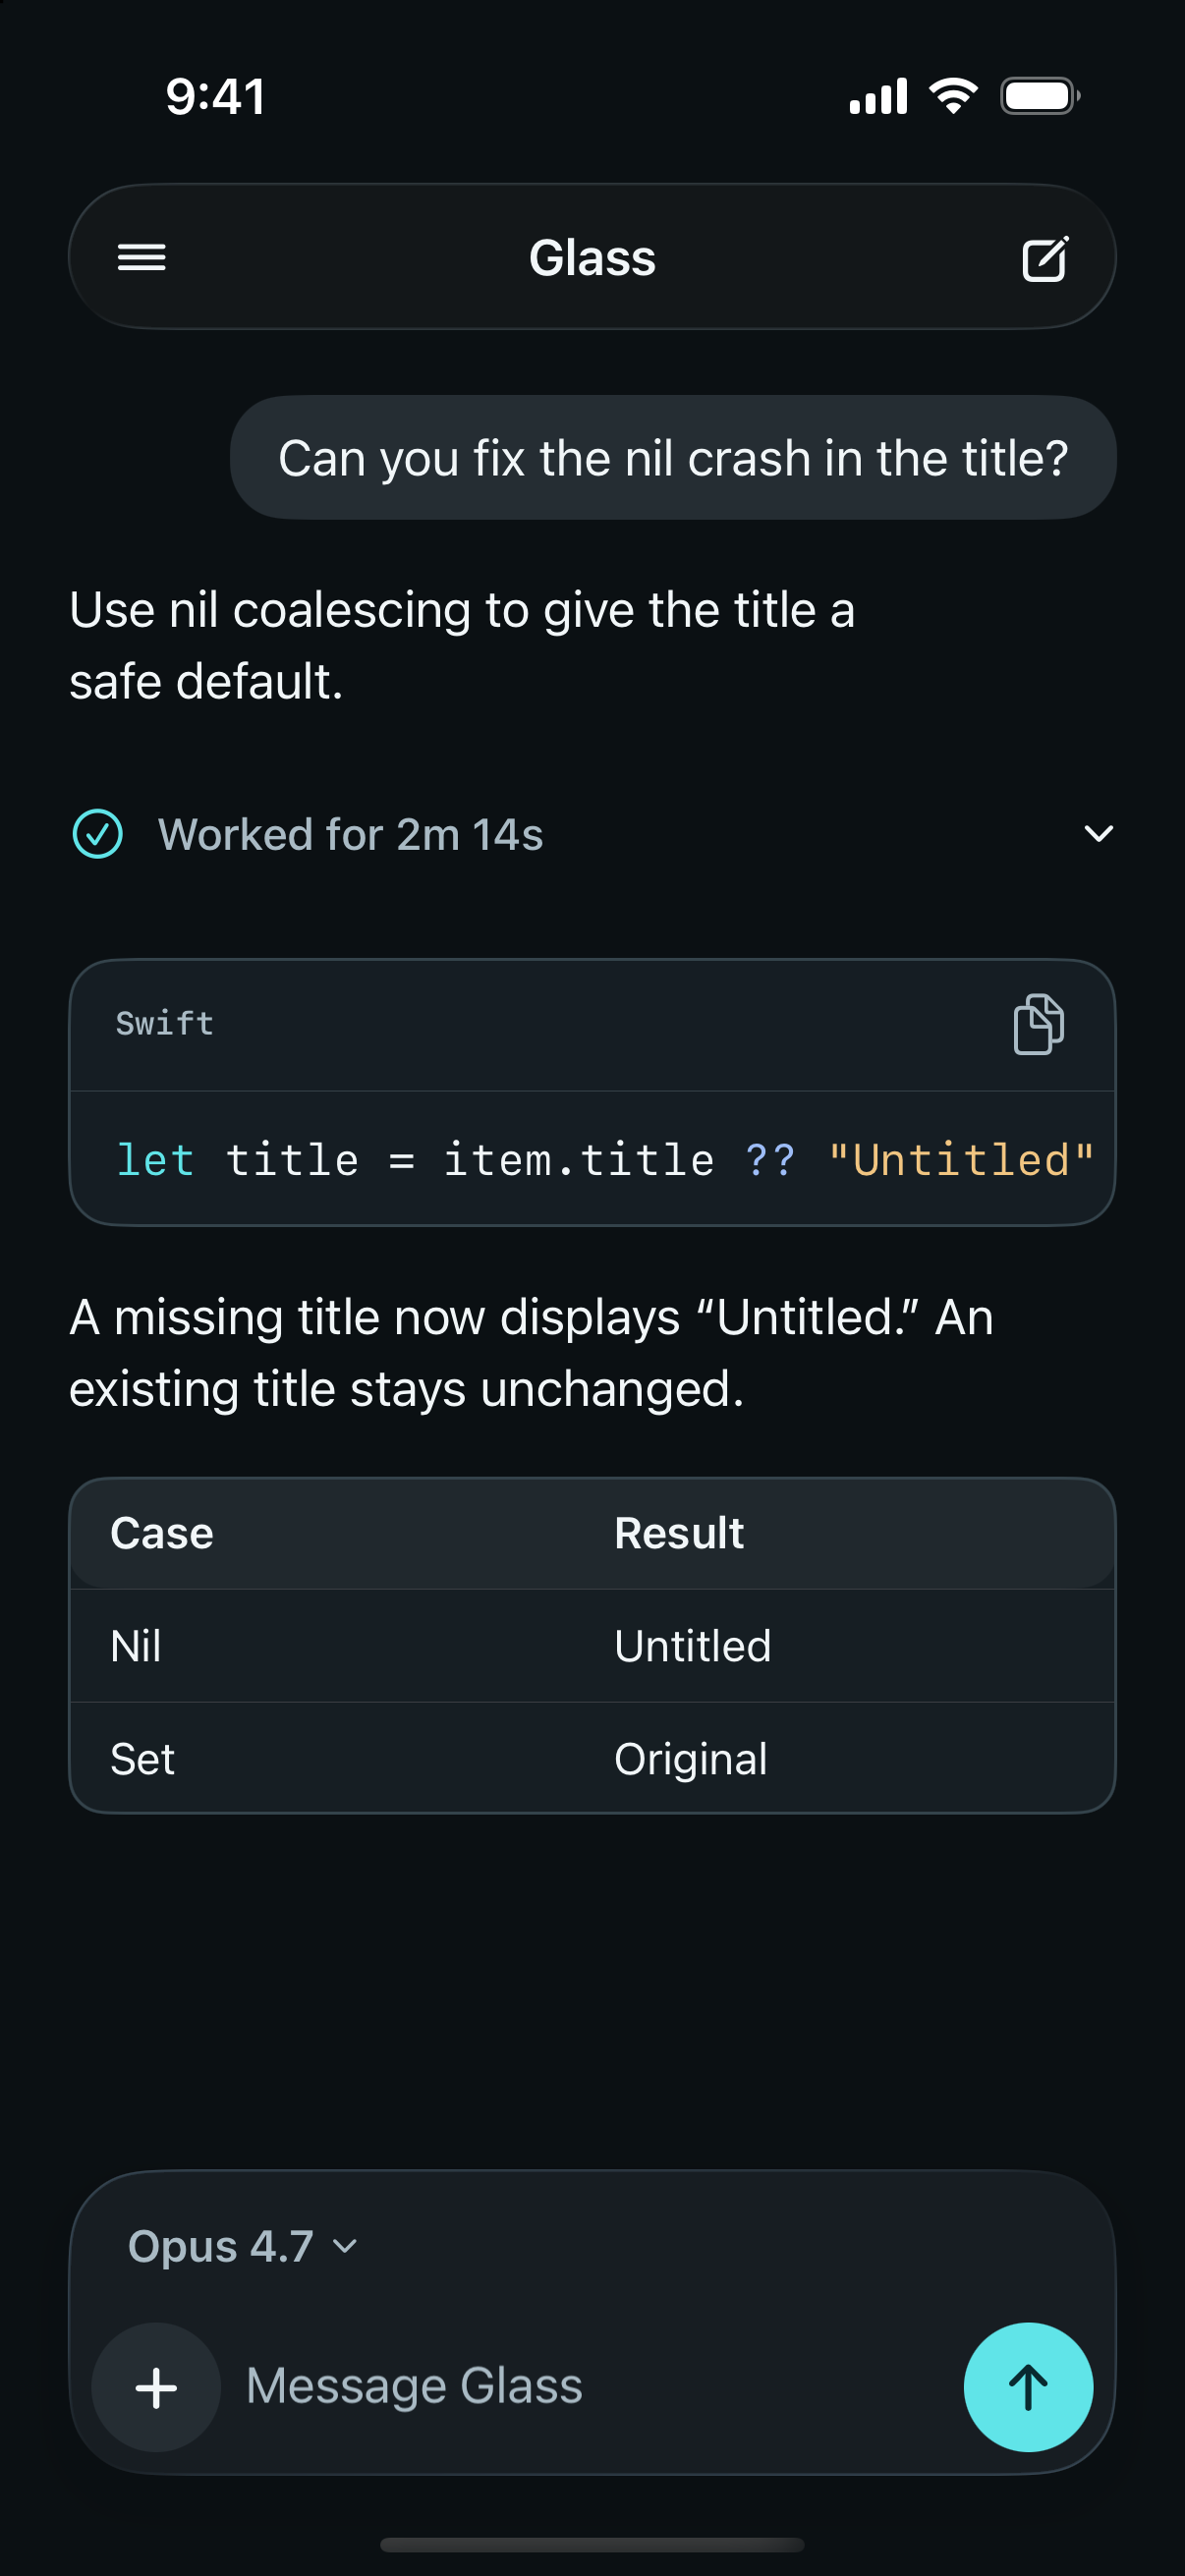 9:41
Glass
Can you fix the nil crash in the title?
Use nil coalescing to give the title a
safe default.
Worked for 2m 14s
Swift
let title = item.title ?? "Untitled"
A missing title now displays “Untitled.” An
existing title stays unchanged.
Case Result
Nil Untitled
Set Original
Opus 4.7
Message Glass